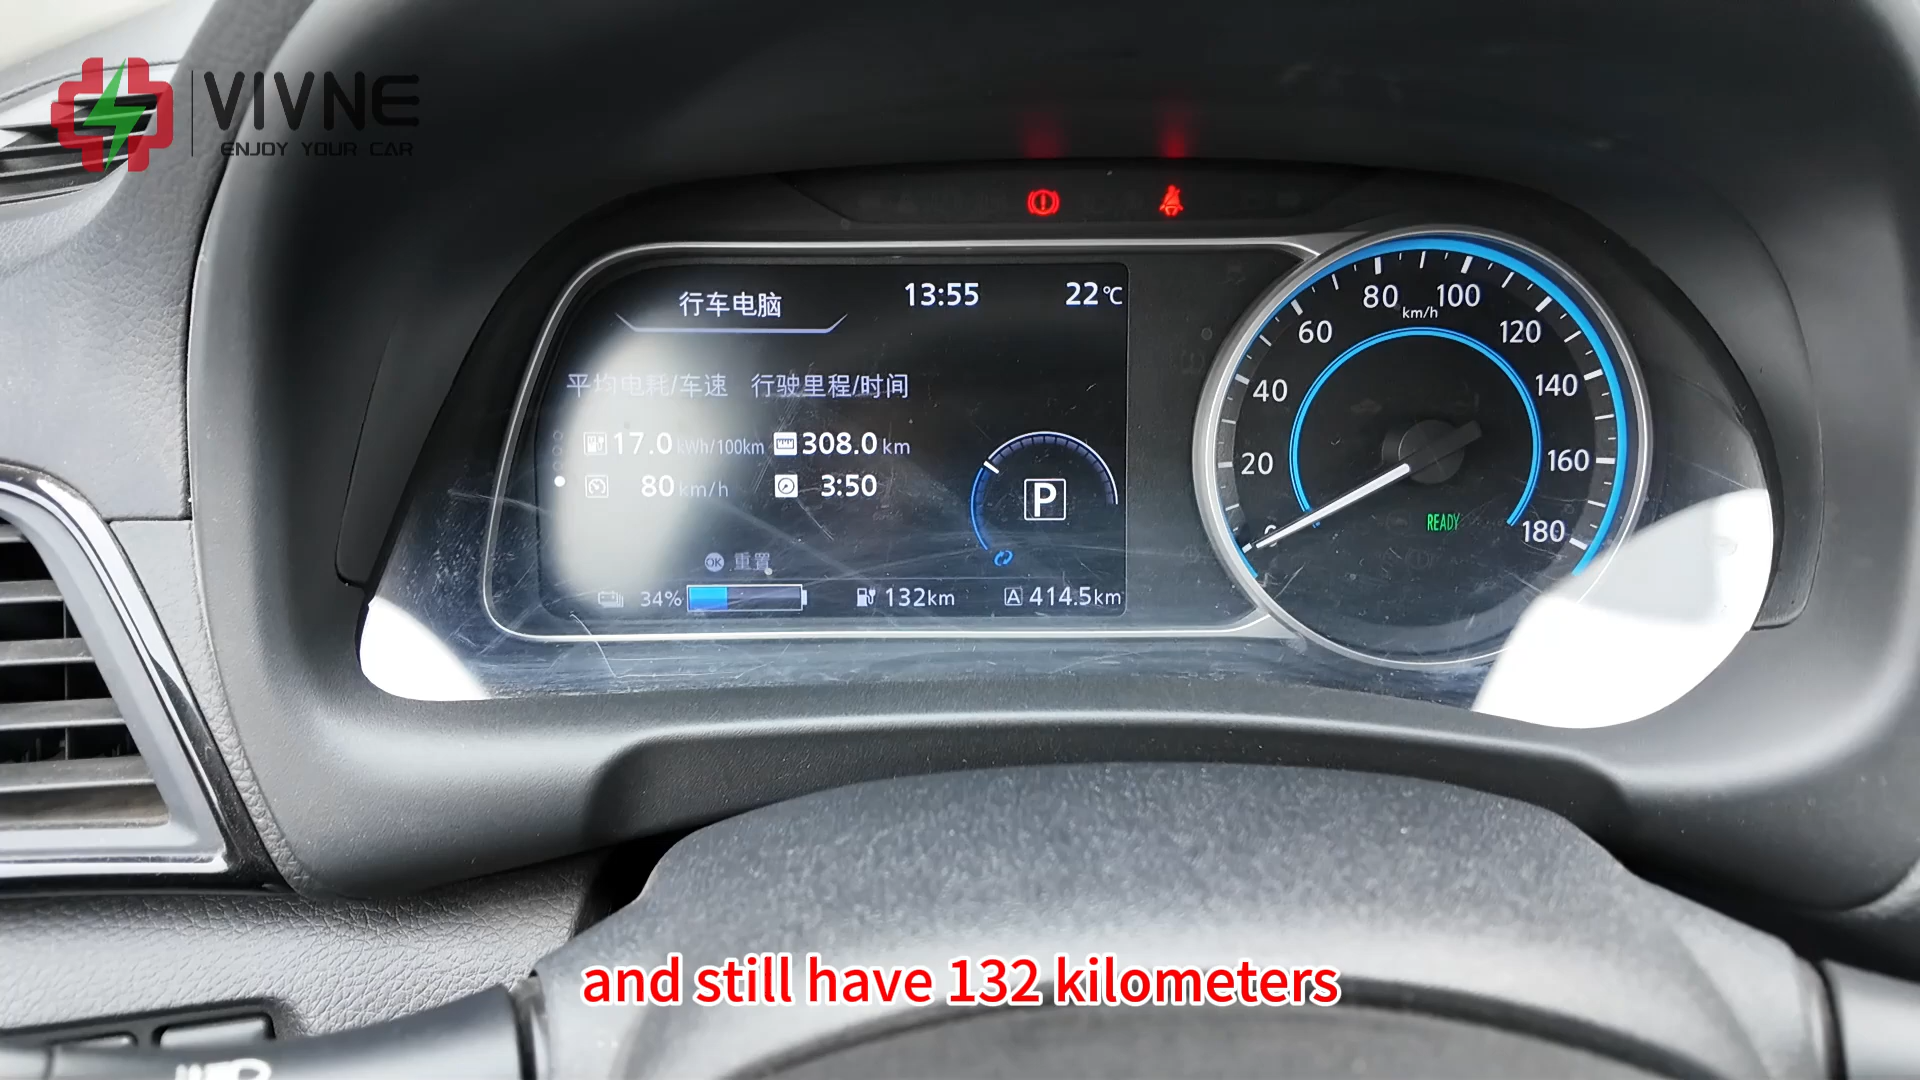 VIVNE
ENJOY YOUR CAR
行车电脑 13:55 22℃
平均电耗/车速 行驶里程/时间
17.0 kWh/100km 308.0 km
80 km/h 3:50
P
OK 重置
34% 132km A 414.5km
0 20 40 60 80 100 120 140 160 180
km/h
READY
and still have 132 kilometers